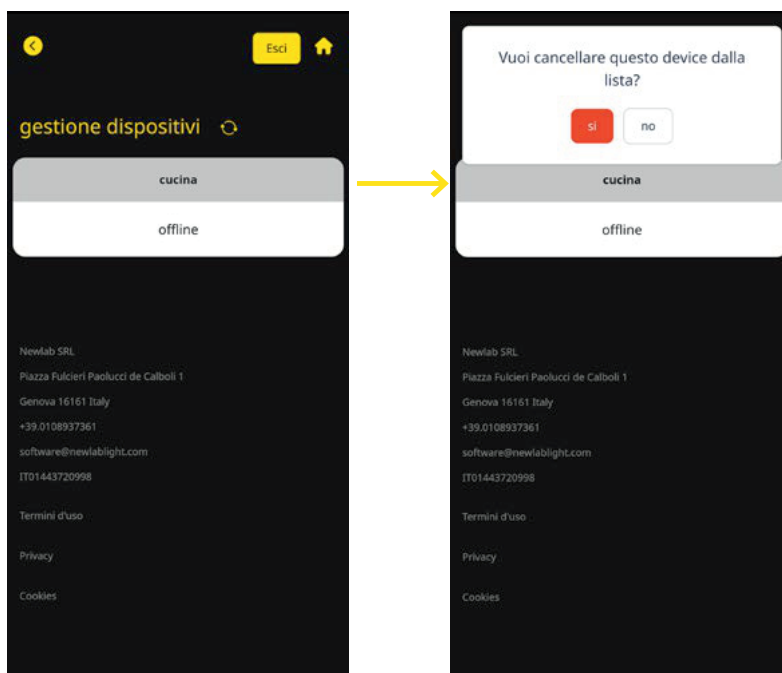 Esci
gestione dispositivi
cucina
offline
Newlab SRL
Piazza Fulcieri Paolucci de Calboli 1
Genova 16161 Italy
+39.0108937361
software@newlablight.com
IT01443720998
Termini d'uso
Privacy
Cookies
Vuoi cancellare questo device dalla
lista?
si
no
cucina
offline
Newlab SRL
Piazza Fulcieri Paolucci de Calboli 1
Genova 16161 Italy
+39.0108937361
software@newlablight.com
IT01443720998
Termini d'uso
Privacy
Cookies